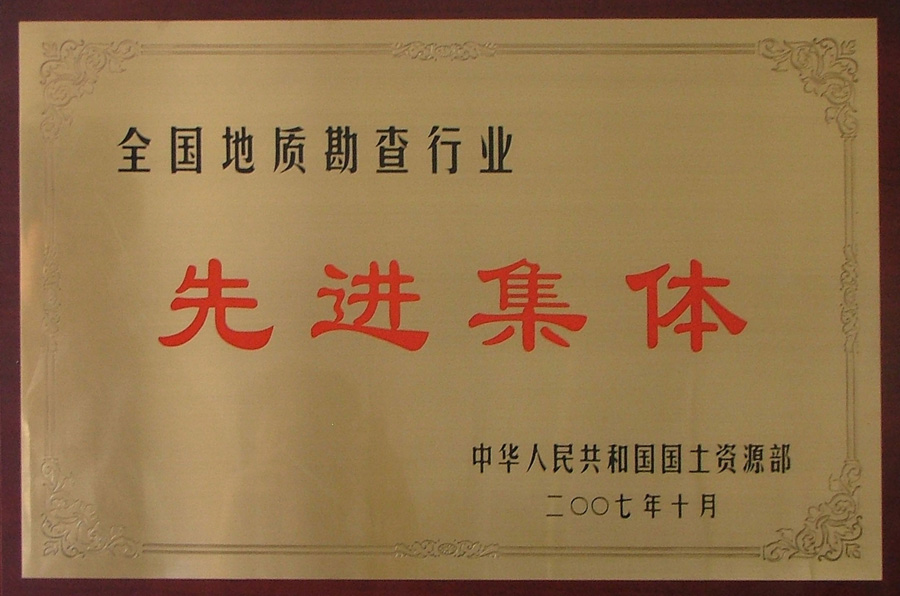 全国地质勘查行业
先进集体
中华人民共和国国土资源部
二〇〇七年十月